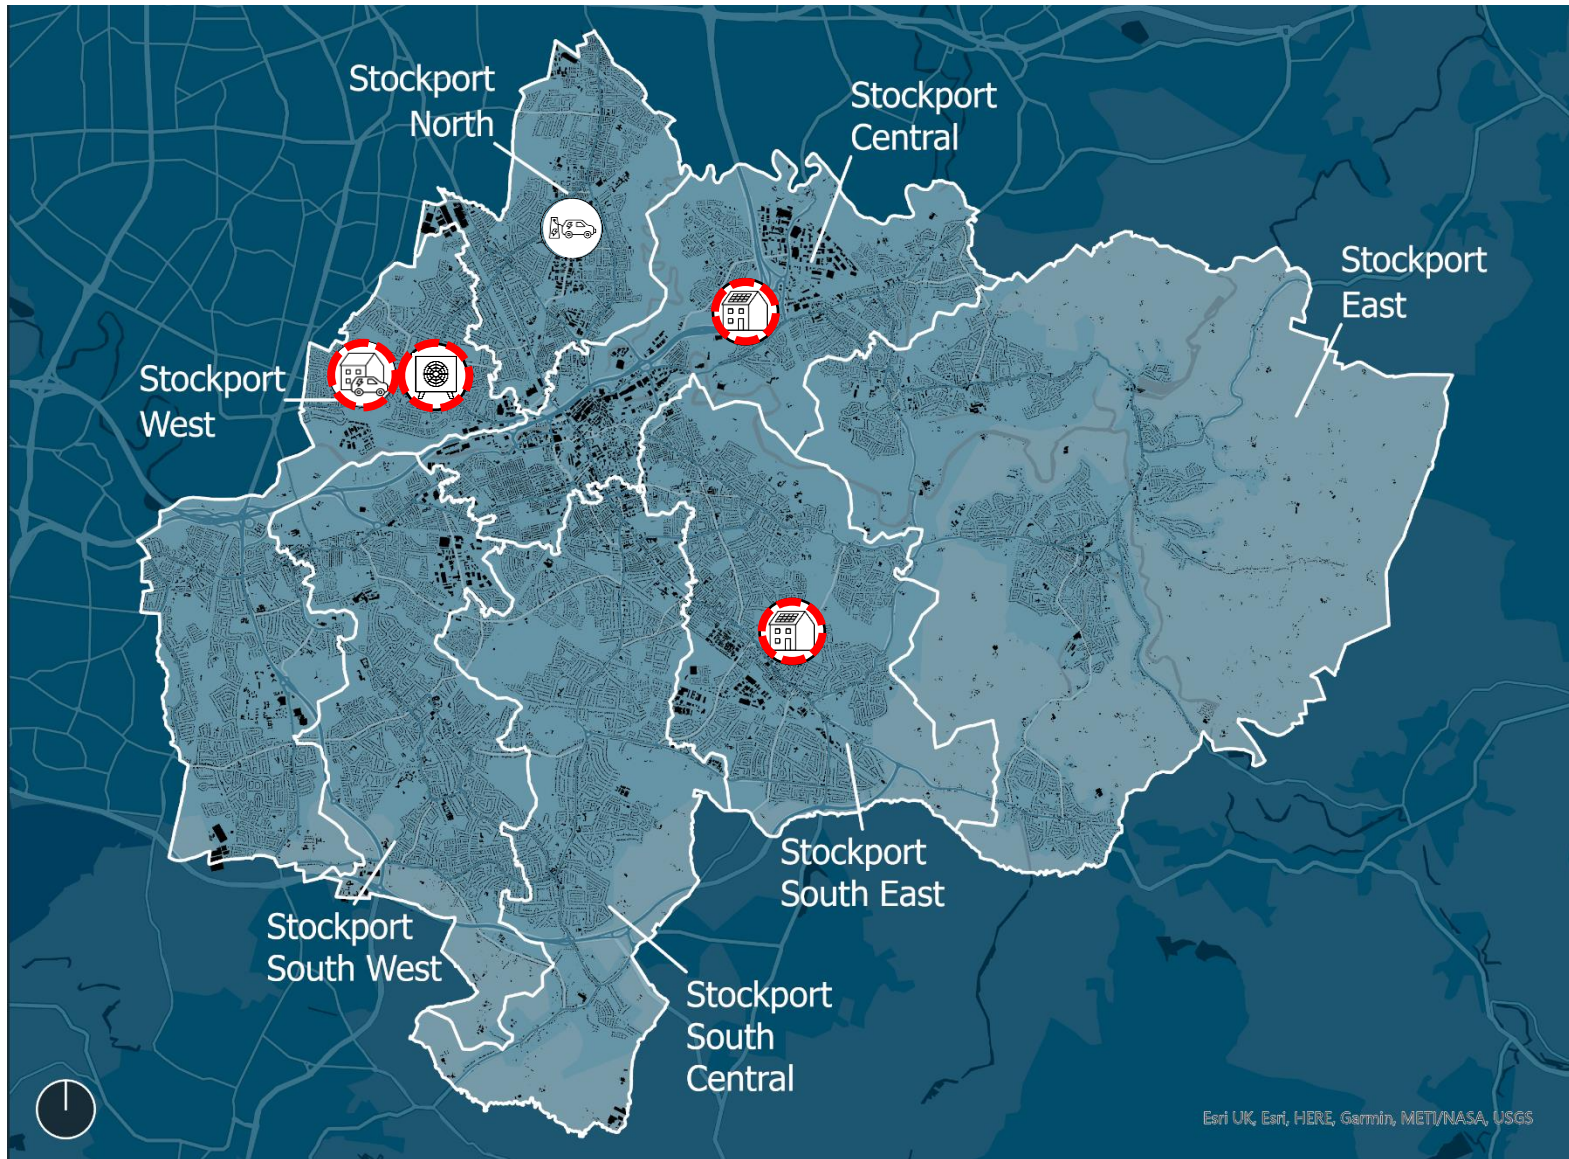 Stockport
North
Stockport
Central
Stockport
East
Stockport
West
Stockport
South East
Stockport
South West
Stockport
South
Central
Esri UK, Esri, HERE, Garmin, METI/NASA, USGS